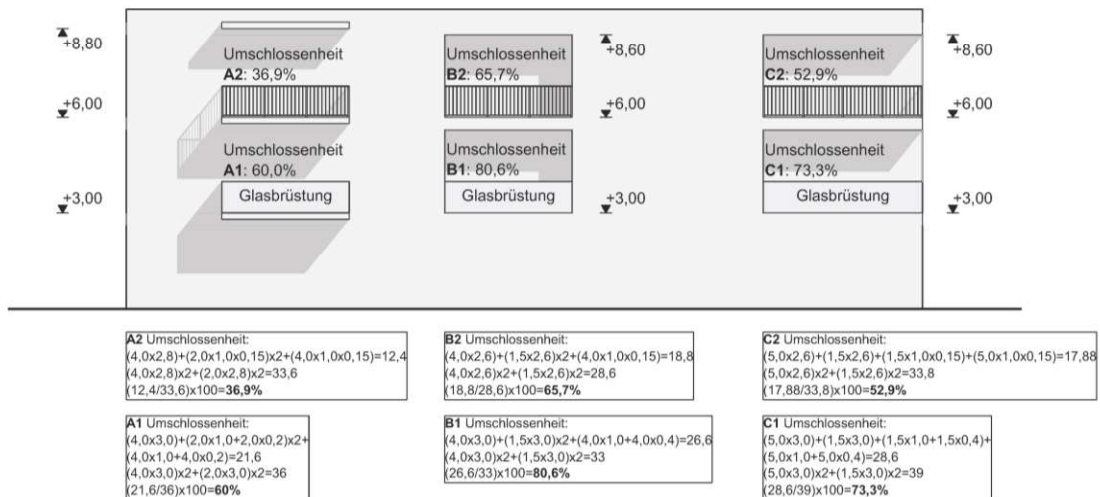 +8,80
Umschlossenheit
A2: 36,9%
Umschlossenheit
B2: 65,7%
+8,60
Umschlossenheit
C2: 52,9%
+8,60
+6,00
+6,00
+6,00
Umschlossenheit
A1: 60,0%
Umschlossenheit
B1: 80,6%
Umschlossenheit
C1: 73,3%
+3,00
Glasbrüstung
Glasbrüstung
+3,00
Glasbrüstung
+3,00
A2 Umschlossenheit:
(4,0x2,8)+(2,0x1,0x0,15)x2+(4,0x1,0x0,15)=12,4
(4,0x2,8)x2+(2,0x2,8)x2=33,6
(12,4/33,6)x100=36,9%
B2 Umschlossenheit:
(4,0x2,6)+(1,5x2,6)x2+(4,0x1,0x0,15)=18,8
(4,0x2,6)x2+(1,5x2,6)x2=28,6
(18,8/28,6)x100=65,7%
C2 Umschlossenheit:
(5,0x2,6)+(1,5x2,6)+(1,5x1,0x0,15)+(5,0x1,0x0,15)=17,88
(5,0x2,6)x2+(1,5x2,6)x2=33,8
(17,88/33,8)x100=52,9%
A1 Umschlossenheit:
(4,0x3,0)+(2,0x1,0+2,0x0,2)x2+
(4,0x1,0+4,0x0,2)=21,6
(4,0x3,0)x2+(2,0x3,0)x2=36
(21,6/36)x100=60%
B1 Umschlossenheit:
(4,0x3,0)+(1,5x3,0)x2+(4,0x1,0+4,0x0,4)=26,6
(4,0x3,0)x2+(1,5x3,0)x2=33
(26,6/33)x100=80,6%
C1 Umschlossenheit:
(5,0x3,0)+(1,5x3,0)+(1,5x1,0+1,5x0,4)+
(5,0x1,0+5,0x0,4)=28,6
(5,0x3,0)x2+(1,5x3,0)x2=39
(28,6/39)x100=73,3%